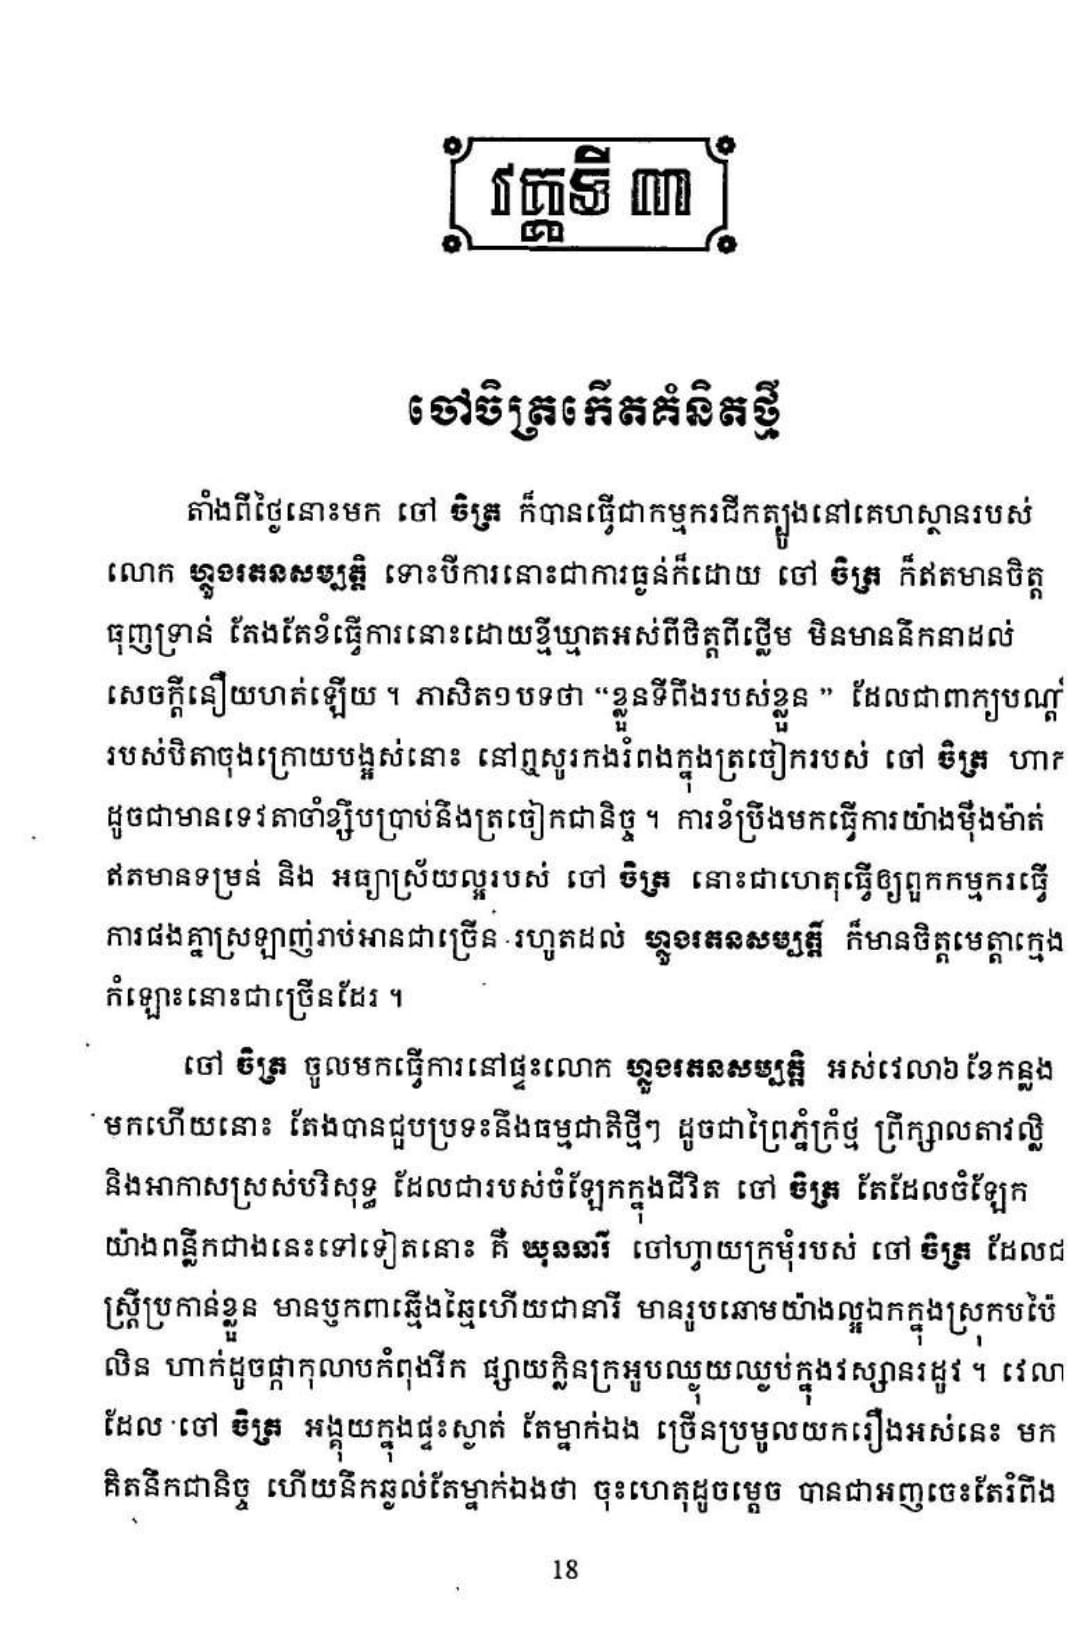 វគ្គទី ៣
ចៅចិត្រកើតគំនិតថ្មី
តាំងពីថ្ងៃនោះមក ចៅ ចិត្រ ក៏បានធ្វើជាកម្មករជីកត្បូងនៅគេហស្ថានរបស់
លោក ហ្លួងរតនសម្បត្តិ ទោះបីការនោះជាការធ្ងន់ក៏ដោយ ចៅ ចិត្រ ក៏ឥតមានចិត្ត
ធុញទ្រាន់ តែងតែខំធ្វើការនោះដោយខ្មីឃ្មាតអស់ពីចិត្តពីថ្លើម មិនមាននឹកនាដល់
សេចក្តីនឿយហត់ឡើយ ។ ភាសិត១បទថា “ខ្លួនទីពឹងរបស់ខ្លួន ” ដែលជាពាក្យបណ្តាំ
របស់បិតាចុងក្រោយបង្អស់នោះ នៅឮសូរកងរំពងក្នុងត្រចៀករបស់ ចៅ ចិត្រ ហាក
ដូចជាមានទេវតាចាំខ្សឹបប្រាប់នឹងត្រចៀកជានិច្ច ។ ការខំប្រឹងមកធ្វើការយ៉ាងម៉ឹងម៉ាត់
ឥតមានទម្រន់ និង អធ្យាស្រ័យល្អរបស់ ចៅ ចិត្រ នោះជាហេតុធ្វើឲ្យពួកកម្មករធ្វើ
ការផងគ្នាស្រឡាញ់រាប់អានជាច្រើន រហូតដល់ ហ្លួងរតនសម្បត្តិ ក៏មានចិត្តមេត្តាក្មេង
កំឡោះនោះជាច្រើនដែរ ។
ចៅ ចិត្រ ចូលមកធ្វើការនៅផ្ទះលោក ហ្លួងរតនសម្បត្តិ អស់វេលា៦ ខែកន្លង
មកហើយនោះ តែងបានជួបប្រទះនឹងធម្មជាតិថ្មីៗ ដូចជាព្រៃភ្នំក្រំថ្ម ព្រឹក្សាលតាវល្លិ
និងអាកាសស្រស់បរិសុទ្ធ ដែលជារបស់ចំឡែកក្នុងជីវិត ចៅ ចិត្រ តែដែលចំឡែក
យ៉ាងពន្លឹកជាងនេះទៅទៀតនោះ គឺ ឃុននារី ចៅហ្វាយក្រមុំរបស់ ចៅ ចិត្រ ដែលជ
ស្ត្រីប្រកាន់ខ្លួន មានឫកពាឆ្មើងឆ្មៃហើយជានារី មានរូបឆោមយ៉ាងល្អឯកក្នុងស្រុកបប៉ៃ
លិន ហាក់ដូចផ្កាកុលាបកំពុងរីក ផ្សាយក្លិនក្រអូបឈ្ងុយឈ្ងប់ក្នុងវស្សានរដូវ ។ វេលា
ដែល ចៅ ចិត្រ អង្គុយក្នុងផ្ទះស្ងាត់ តែម្នាក់ឯង ច្រើនប្រមូលយករឿងអស់នេះ មក
គិតនឹកជានិច្ច ហើយនឹកឆ្ងល់តែម្នាក់ឯងថា ចុះហេតុដូចម្តេច បានជាអញចេះតែរំពឹង
18